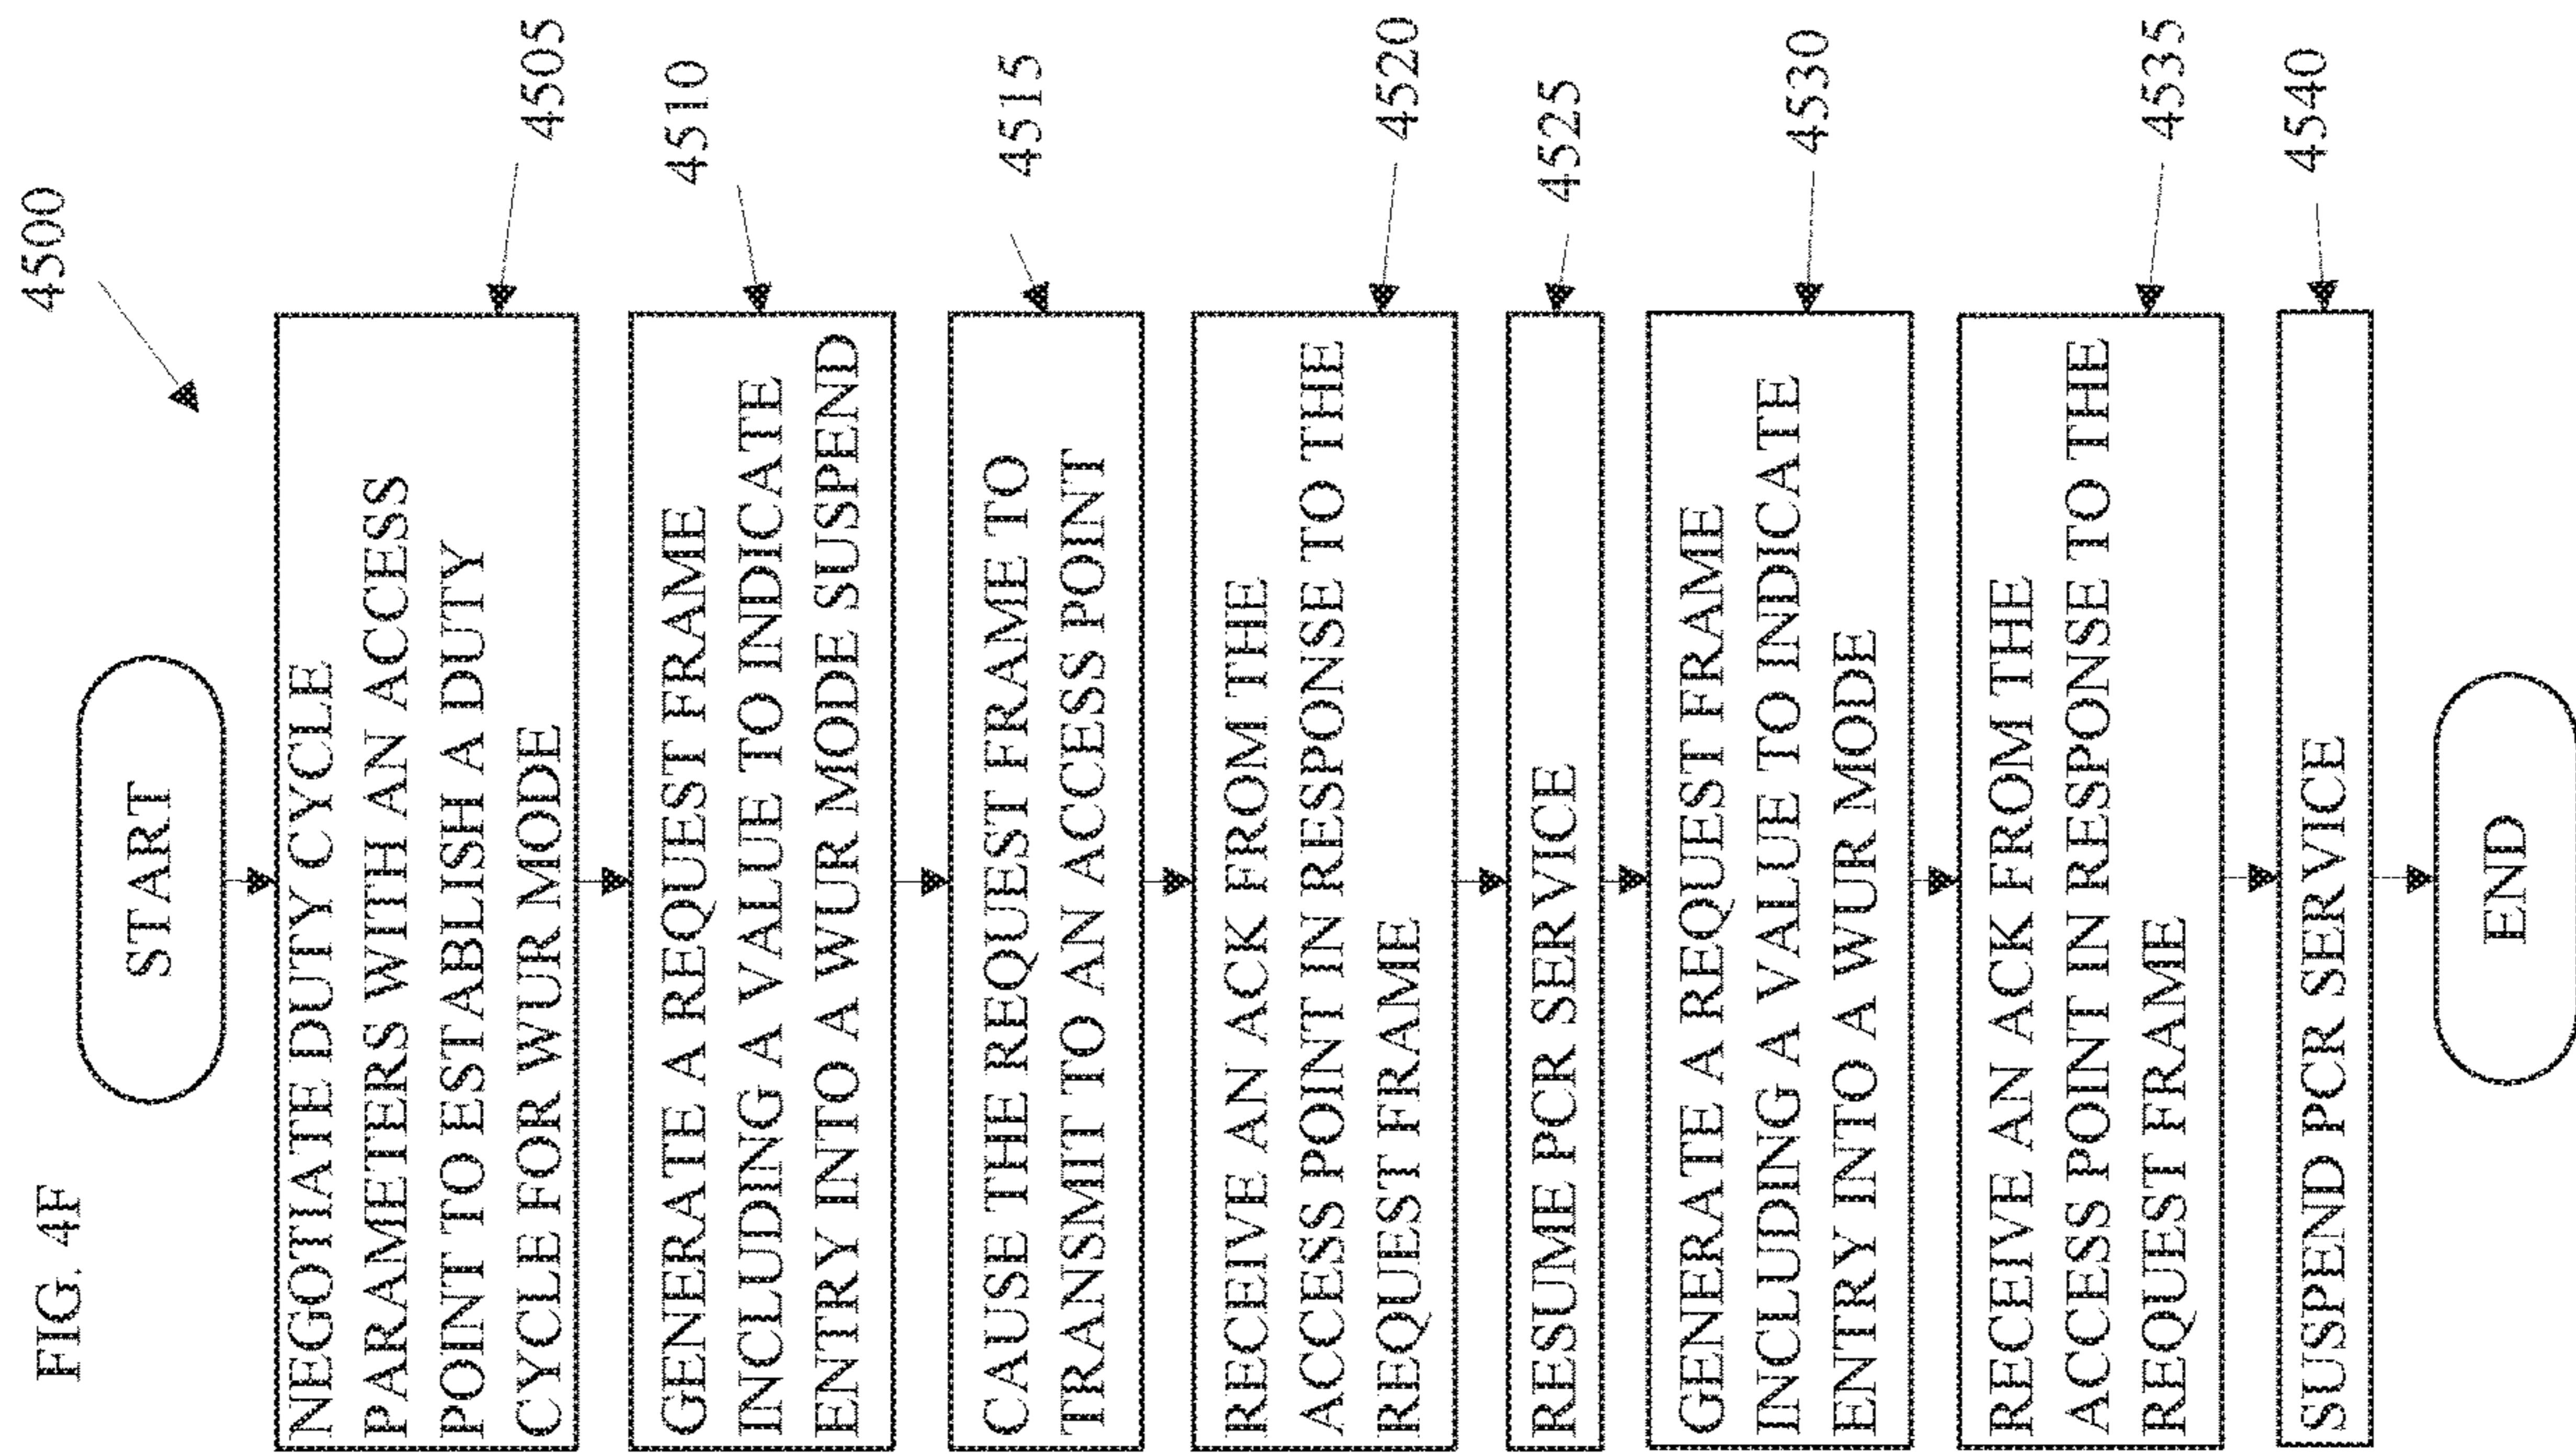 FIG. 4F
4500
START
NEGOTIATE DUTY CYCLE
PARAMETERS WITH AN ACCESS
POINT TO ESTABLISH A DUTY
CYCLE FOR WUR MODE
4505
GENERATE A REQUEST FRAME
INCLUDING A VALUE TO INDICATE
ENTRY INTO A WUR MODE SUSPEND
4510
CAUSE THE REQUEST FRAME TO
TRANSMIT TO AN ACCESS POINT
4515
RECEIVE AN ACK FROM THE
ACCESS POINT IN RESPONSE TO THE
REQUEST FRAME
4520
RESUME PCR SERVICE
4525
GENERATE A REQUEST FRAME
INCLUDING A VALUE TO INDICATE
ENTRY INTO A WUR MODE
4530
RECEIVE AN ACK FROM THE
ACCESS POINT IN RESPONSE TO THE
REQUEST FRAME
4535
SUSPEND PCR SERVICE
4540
END